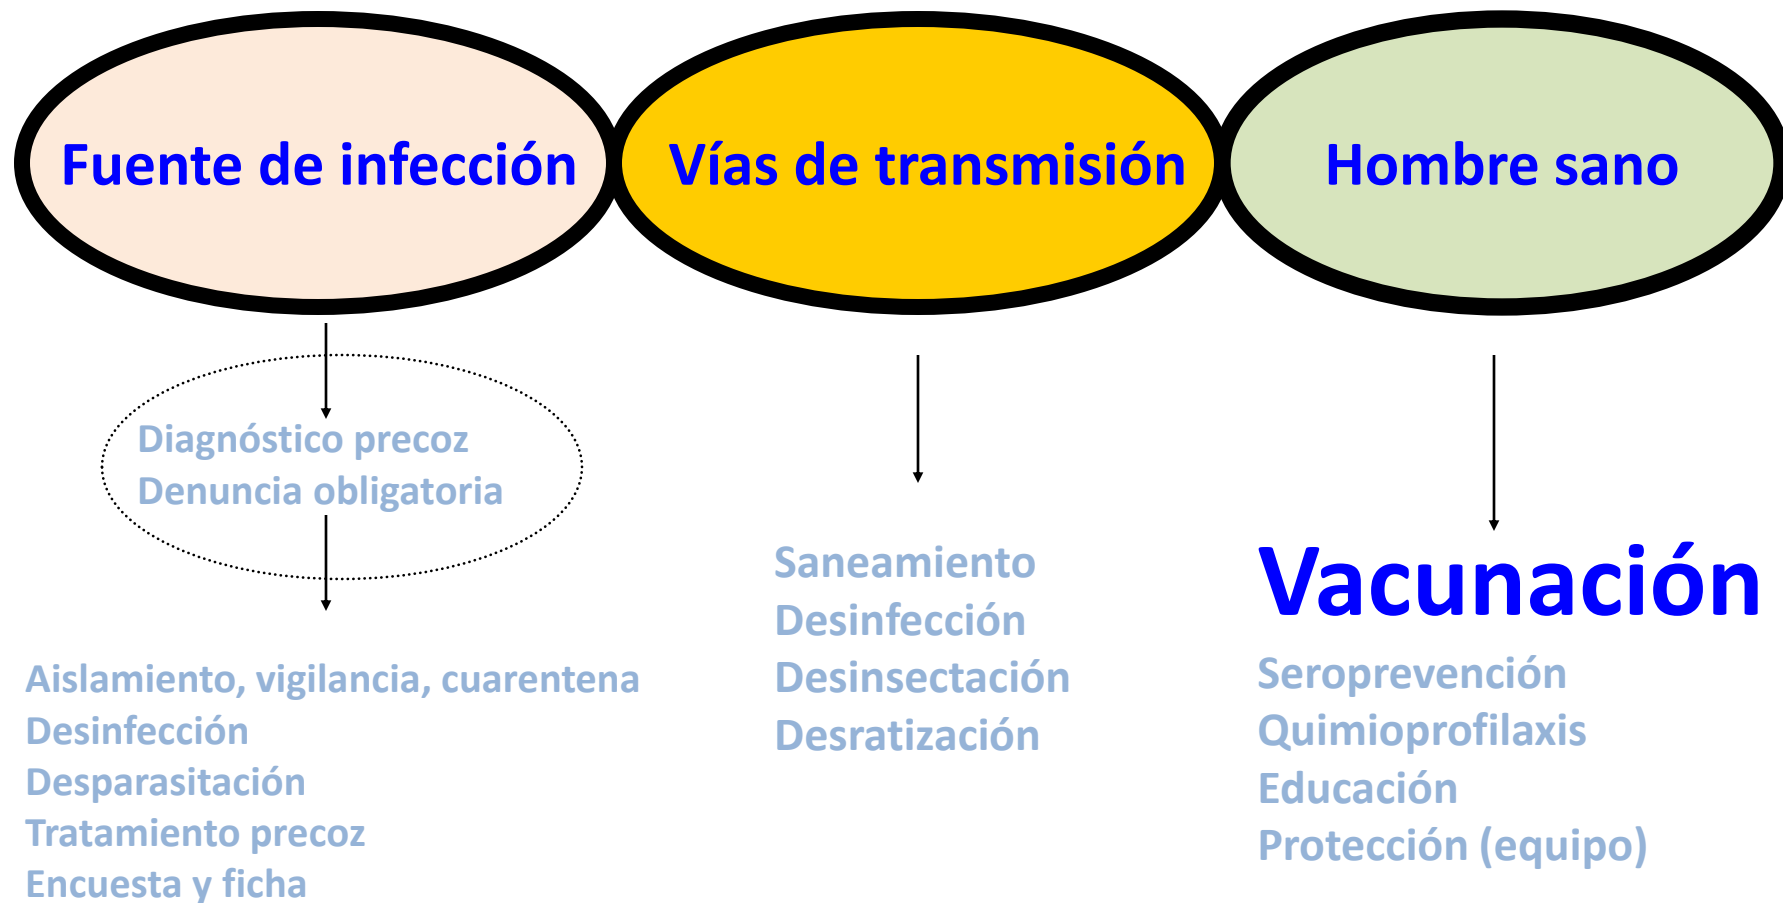 Fuente de infección
Vías de transmisión
Hombre sano
Diagnóstico precoz
Denuncia obligatoria
Aislamiento, vigilancia, cuarentena
Desinfección
Desparasitación
Tratamiento precoz
Encuesta y ficha
Saneamiento
Desinfección
Desinsectación
Desratización
Vacunación
Seroprevención
Quimioprofilaxis
Educación
Protección (equipo)